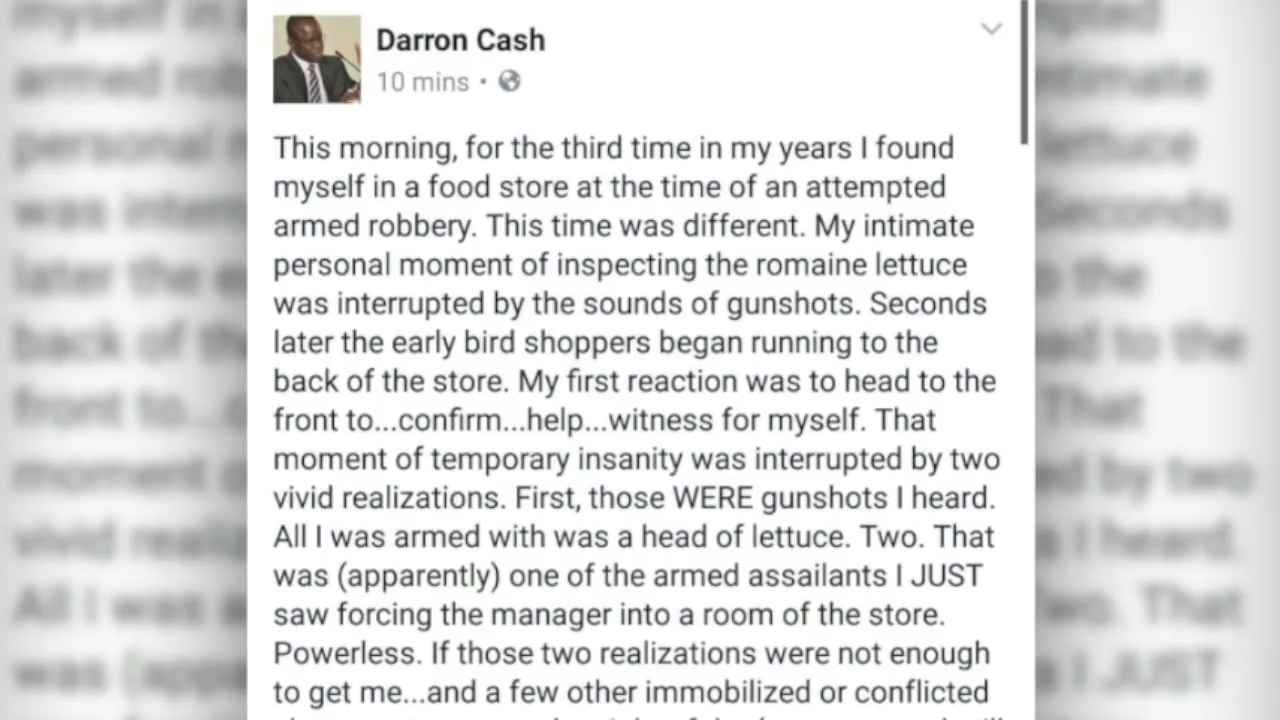 Darron Cash
10 mins •
This morning, for the third time in my years I found
myself in a food store at the time of an attempted
armed robbery. This time was different. My intimate
personal moment of inspecting the romaine lettuce
was interrupted by the sounds of gunshots. Seconds
later the early bird shoppers began running to the
back of the store. My first reaction was to head to the
front to...confirm...help...witness for myself. That
moment of temporary insanity was interrupted by two
vivid realizations. First, those WERE gunshots I heard.
All I was armed with was a head of lettuce. Two. That
was (apparently) one of the armed assailants I JUST
saw forcing the manager into a room of the store.
Powerless. If those two realizations were not enough
to get me...and a few other immobilized or conflicted